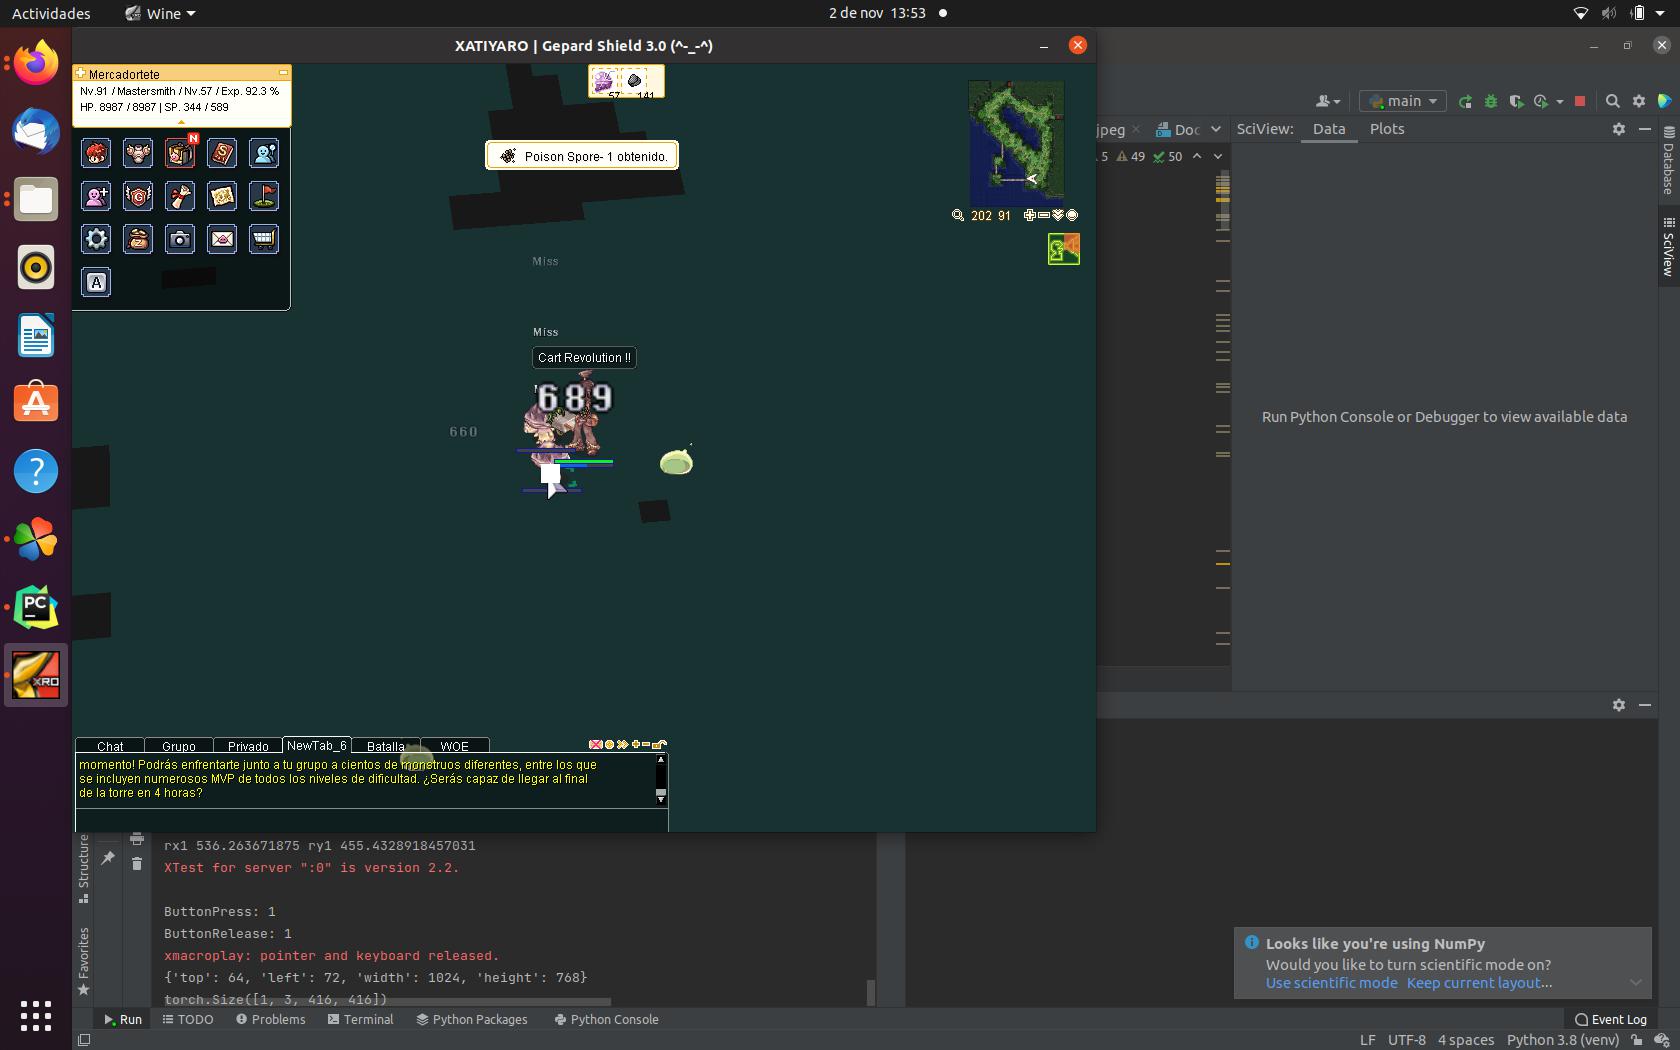 Actividades
Wine
2 de nov 13:53
XATIYARO | Gepard Shield 3.0 (^-_-^)
Mercadortete
Nv.91 / Mastersmith / Nv.57 / Exp. 92.3 %
HP. 8987 / 8987 | SP. 344 / 589
N
A
57 141
Poison Spore- 1 obtenido.
202 91
Miss
Miss
Cart Revolution !!
689
660
Chat Grupo Privado NewTab_6 Batalla WOE
momento! Podrás enfrentarte junto a tu grupo a cientos de monstruos diferentes, entre los que
se incluyen numerosos MVP de todos los niveles de dificultad. ¿Serás capaz de llegar al final
de la torre en 4 horas?
main
jpeg
Doc
SciView: Data Plots
5 49 50
Database
SciView
Run Python Console or Debugger to view available data
PC
XRO
Structure
Favorites
rx1 536.263671875 ry1 455.4328918457031
XTest for server ":0" is version 2.2.
ButtonPress: 1
ButtonRelease: 1
xmacroplay: pointer and keyboard released.
{'top': 64, 'left': 72, 'width': 1024, 'height': 768}
torch.Size([1, 3, 416, 416])
Looks like you're using NumPy
Would you like to turn scientific mode on?
Use scientific mode Keep current layout...
Run TODO Problems Terminal Python Packages Python Console
Event Log
LF UTF-8 4 spaces Python 3.8 (venv)